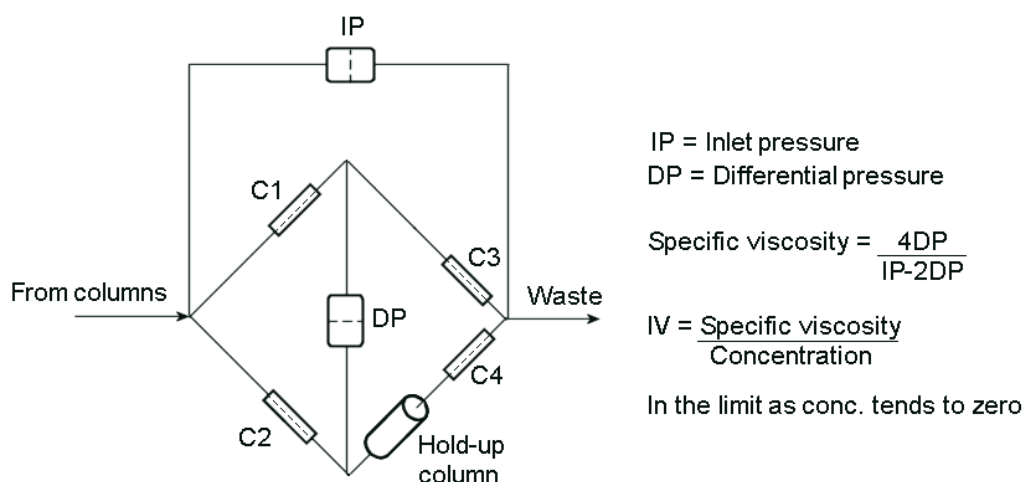 IP
C1
C3
From columns
DP
Waste
C4
C2
Hold-up
column
IP = Inlet pressure
DP = Differential pressure
Specific viscosity = 4DP
IP-2DP
IV = Specific viscosity
Concentration
In the limit as conc. tends to zero